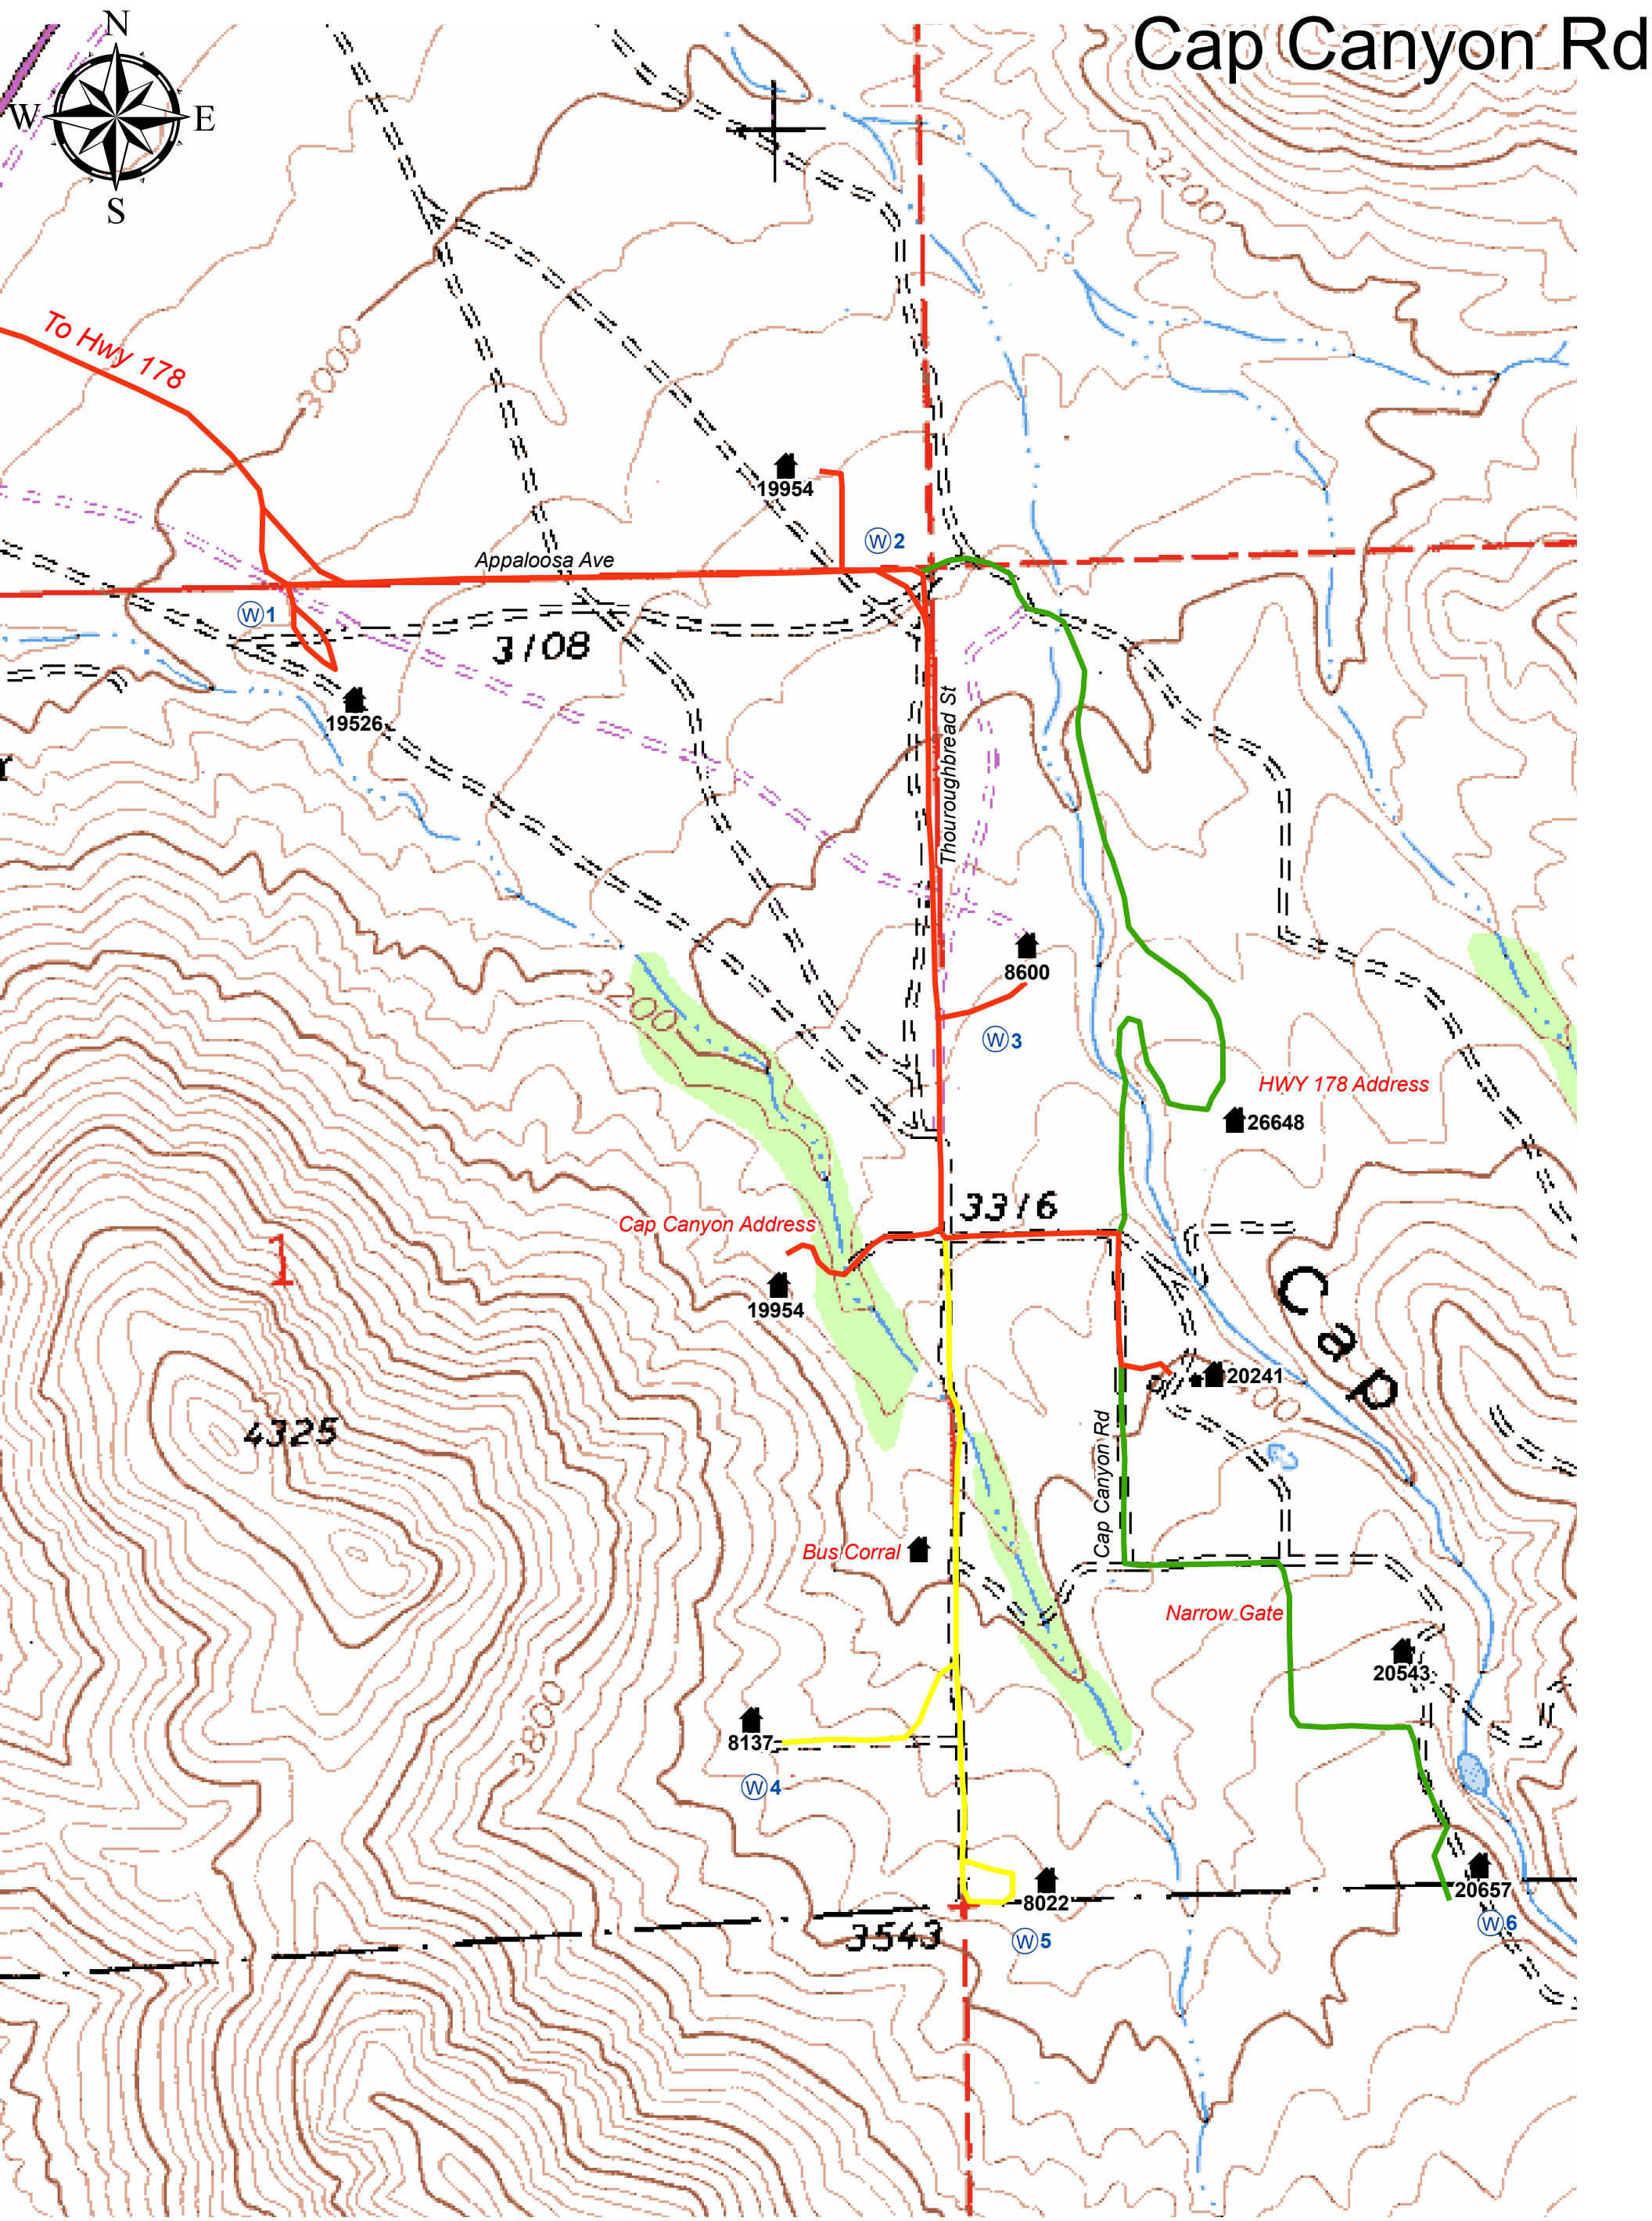 Cap Canyon Rd
N
W
E
S
3200
To Hwy 178
3000
19954
W2
Appaloosa Ave
W1
3108
19526
Thouroughbread St
8600
3200
W3
HWY 178 Address
26648
3316
Cap Canyon Address
1
19954
Cap
20241
4325
Cap Canyon Rd
Bus Corral
Narrow Gate
20543
3800
8137
W4
8022
20657
3543
W5
W6